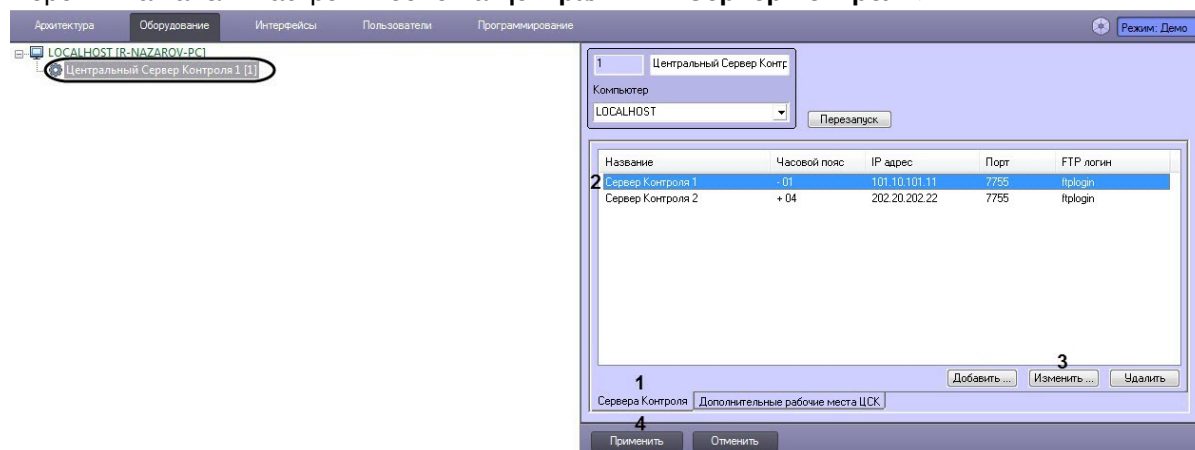 Архитектура Оборудование Интерфейсы Пользователи Программирование Режим: Демо
LOCALHOST [R-NAZAROV-PC]
Центральный Сервер Контроля 1 [1]
1 Центральный Сервер Контр
Компьютер
LOCALHOST Перезапуск
Название Часовой пояс IP адрес Порт FTP логин
2 Сервер Контроля 1 - 01 101.10.101.11 7755 ftplogin
Сервер Контроля 2 + 04 202.20.202.22 7755 ftplogin
3
Добавить ... Изменить ... Удалить
1
Сервера Контроля Дополнительные рабочие места ЦСК
4
Применить Отменить